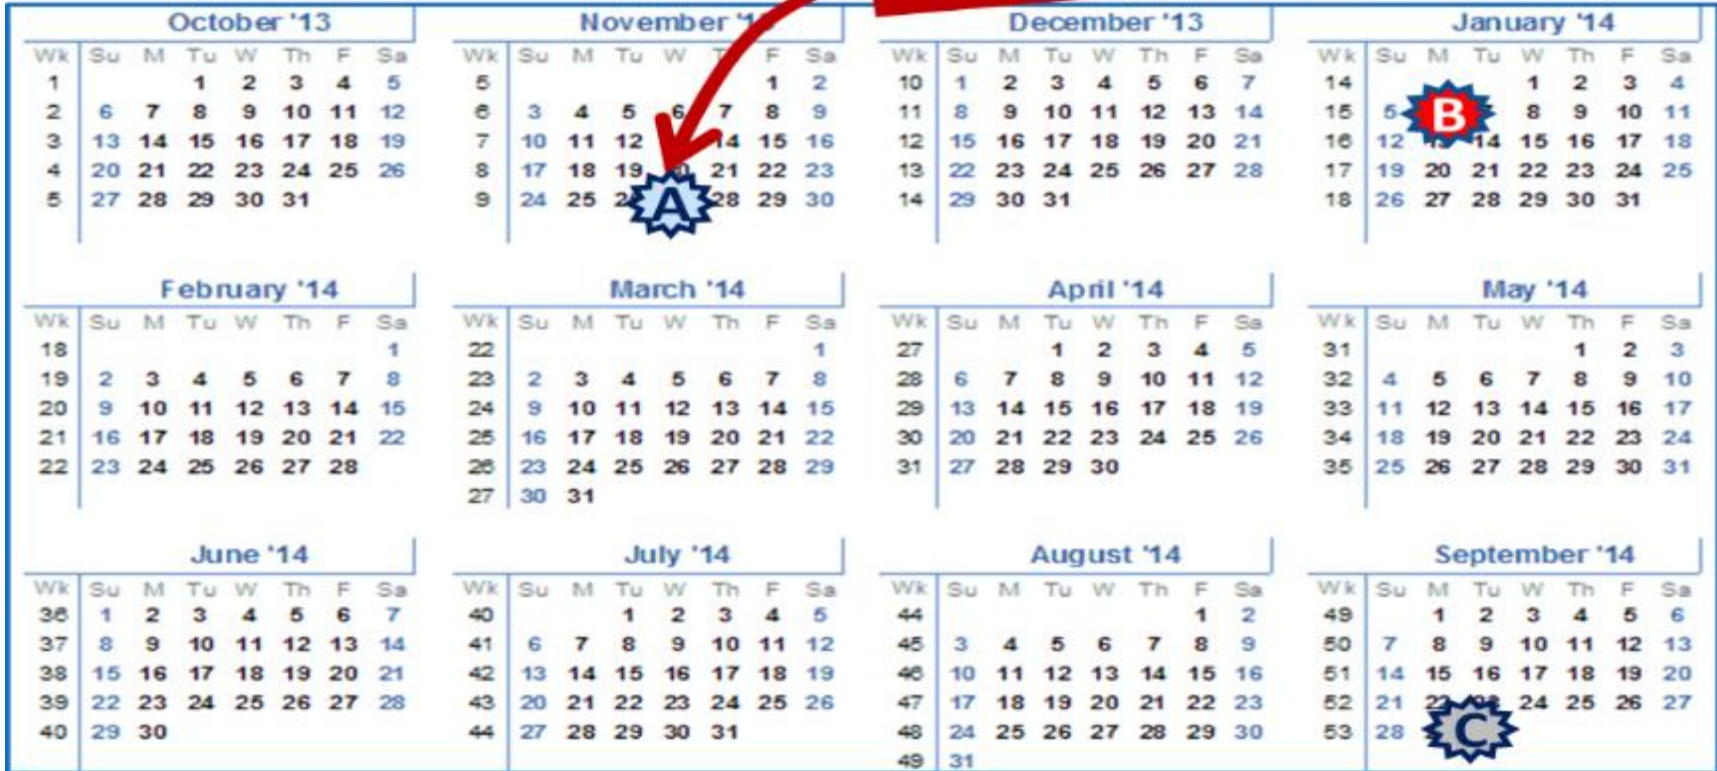 October '13 November '1 December '13 January '14
Wk Su M Tu W Th F Sa Wk Su M Tu W F Sa Wk Su M Tu W Th F Sa Wk Su M Tu W Th F Sa
1 1 2 3 4 5 5 1 2 10 1 2 3 4 5 6 7 14 1 2 3 4
2 6 7 8 9 10 11 12 6 3 4 5 6 7 8 9 11 8 9 10 11 12 13 14 15 5 B 8 9 10 11
3 13 14 15 16 17 18 19 7 10 11 12 14 15 16 12 15 16 17 18 19 20 21 16 12 14 15 16 17 18
4 20 21 22 23 24 25 26 8 17 18 19 21 22 23 13 22 23 24 25 26 27 28 17 19 20 21 22 23 24 25
5 27 28 29 30 31 9 24 25 A 28 29 30 14 29 30 31 18 26 27 28 29 30 31
February '14 March '14 April '14 May '14
Wk Su M Tu W Th F Sa Wk Su M Tu W Th F Sa Wk Su M Tu W Th F Sa Wk Su M Tu W Th F Sa
18 1 22 1 27 1 2 3 4 5 31 1 2 3
19 2 3 4 5 6 7 8 23 2 3 4 5 6 7 8 28 6 7 8 9 10 11 12 32 4 5 6 7 8 9 10
20 9 10 11 12 13 14 15 24 9 10 11 12 13 14 15 29 13 14 15 16 17 18 19 33 11 12 13 14 15 16 17
21 16 17 18 19 20 21 22 25 16 17 18 19 20 21 22 30 20 21 22 23 24 25 26 34 18 19 20 21 22 23 24
22 23 24 25 26 27 28 26 23 24 25 26 27 28 29 31 27 28 29 30 35 25 26 27 28 29 30 31
27 30 31
June '14 July '14 August '14 September '14
Wk Su M Tu W Th F Sa Wk Su M Tu W Th F Sa Wk Su M Tu W Th F Sa Wk Su M Tu W Th F Sa
36 1 2 3 4 5 6 7 40 1 2 3 4 5 44 1 2 49 1 2 3 4 5 6
37 8 9 10 11 12 13 14 41 6 7 8 9 10 11 12 45 3 4 5 6 7 8 9 50 7 8 9 10 11 12 13
38 15 16 17 18 19 20 21 42 13 14 15 16 17 18 19 46 10 11 12 13 14 15 16 51 14 15 16 17 18 19 20
39 22 23 24 25 26 27 28 43 20 21 22 23 24 25 26 47 17 18 19 20 21 22 23 52 21 24 25 26 27
40 29 30 44 27 28 29 30 31 48 24 25 26 27 28 29 30 53 28 C
49 31